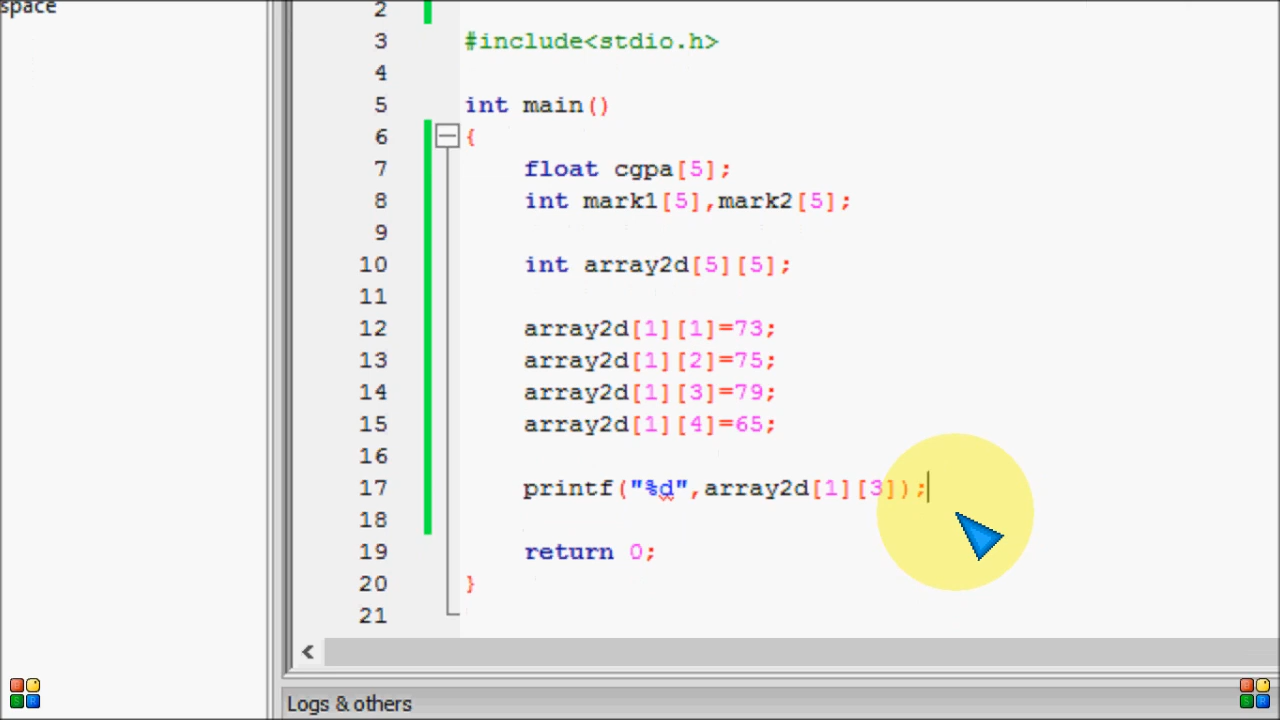 space
2
3 #include<stdio.h>
4
5 int main()
6 {
7 float cgpa[5];
8 int mark1[5],mark2[5];
9
10 int array2d[5][5];
11
12 array2d[1][1]=73;
13 array2d[1][2]=75;
14 array2d[1][3]=79;
15 array2d[1][4]=65;
16
17 printf("%d",array2d[1][3]);
18
19 return 0;
20 }
21
Logs & others